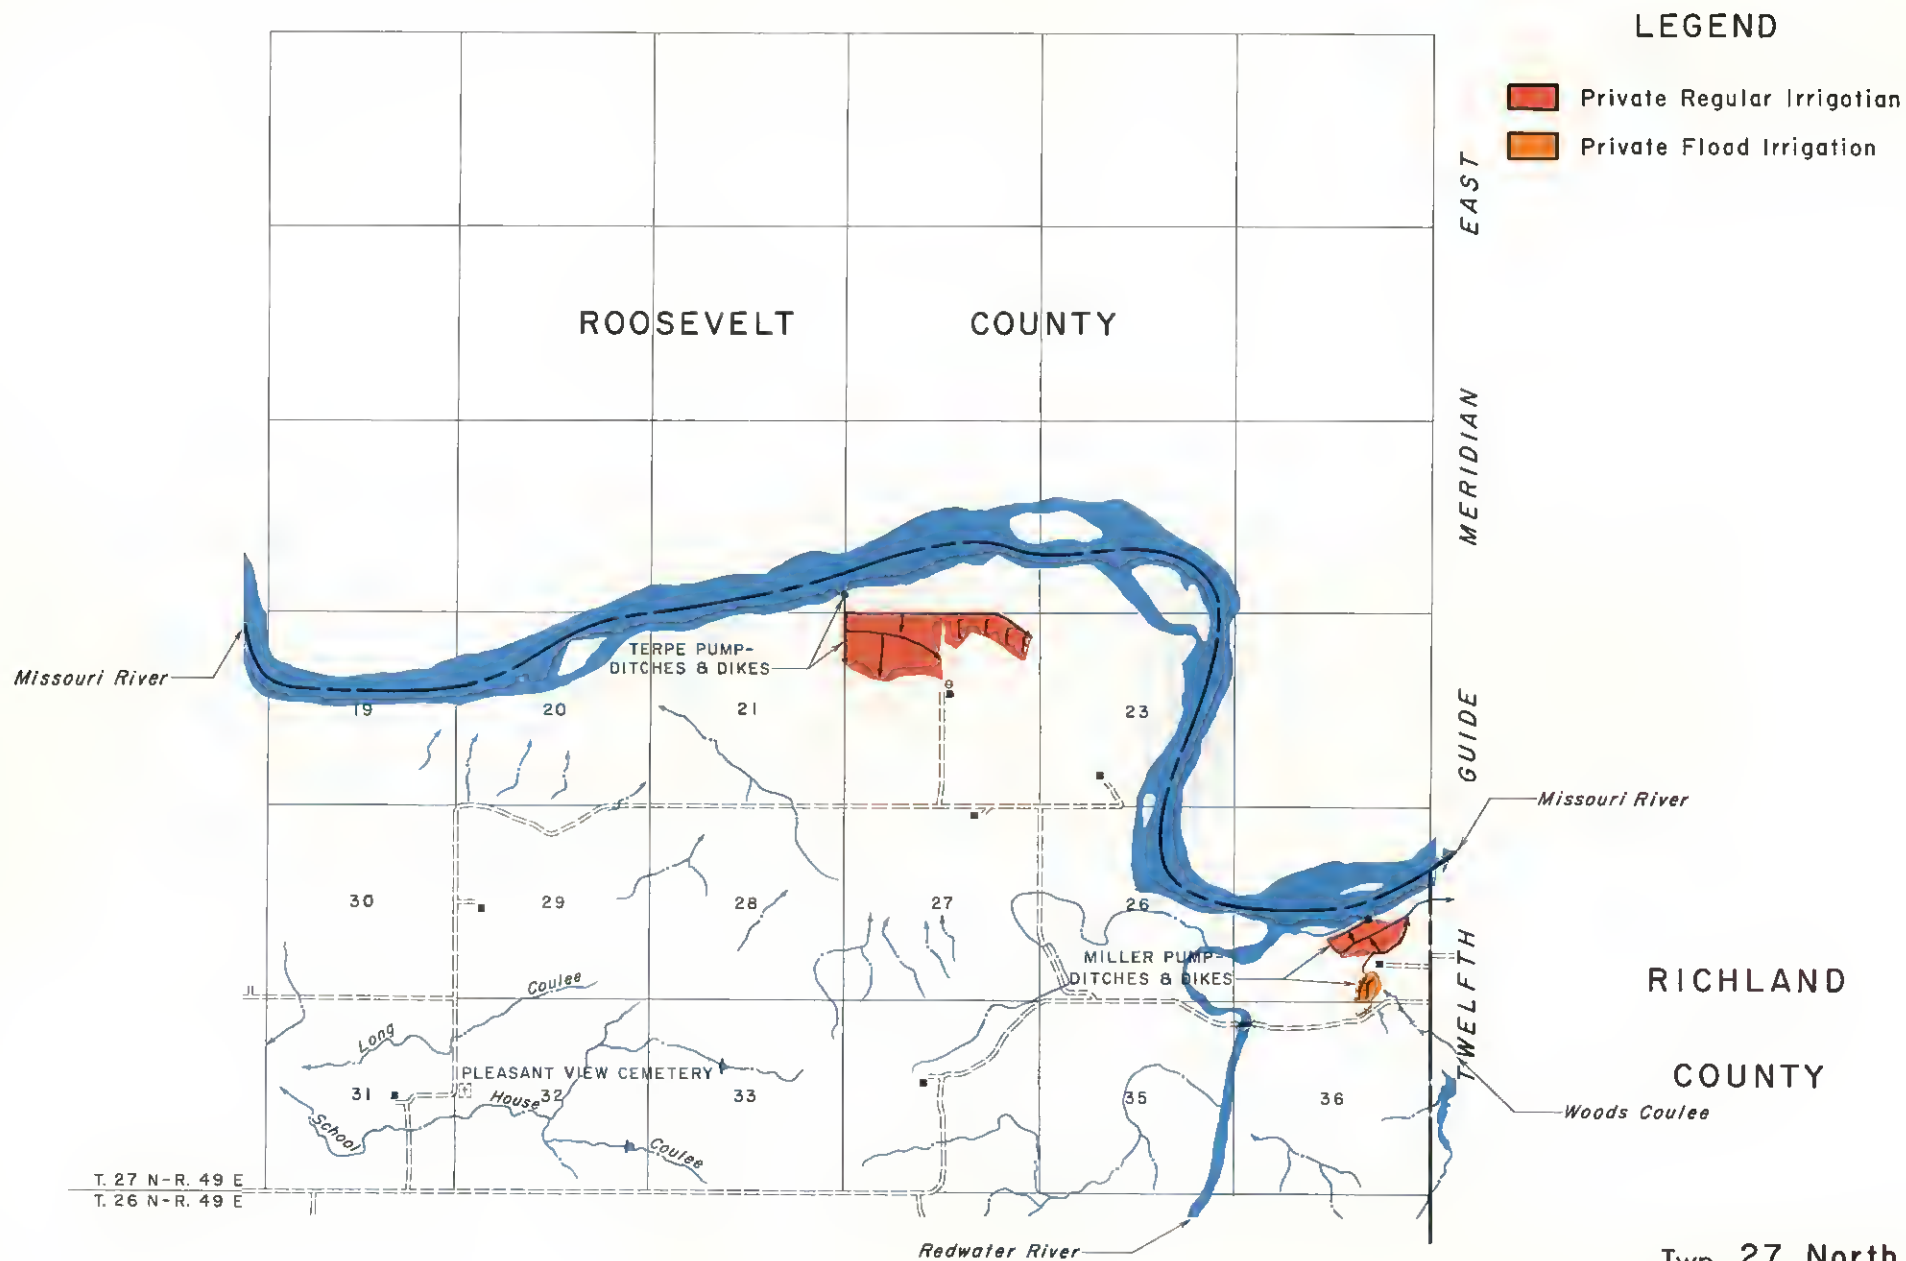 LEGEND
Private Regular Irrigation
Private Flood Irrigation
EAST
MERIDIAN
GUIDE
TWELFTH
ROOSEVELT COUNTY
TERPE PUMP-
DITCHES & DIKES
Missouri River
19
20
21
23
Missouri River
30
29
28
27
26
MILLER PUMP-
DITCHES & DIKES
RICHLAND
COUNTY
Long
Coulee
PLEASANT VIEW CEMETERY
31
32
33
35
36
School
House
Coulee
Woods Coulee
T. 27 N-R. 49 E
T. 26 N-R. 49 E
Redwater River
Twp. 27 North